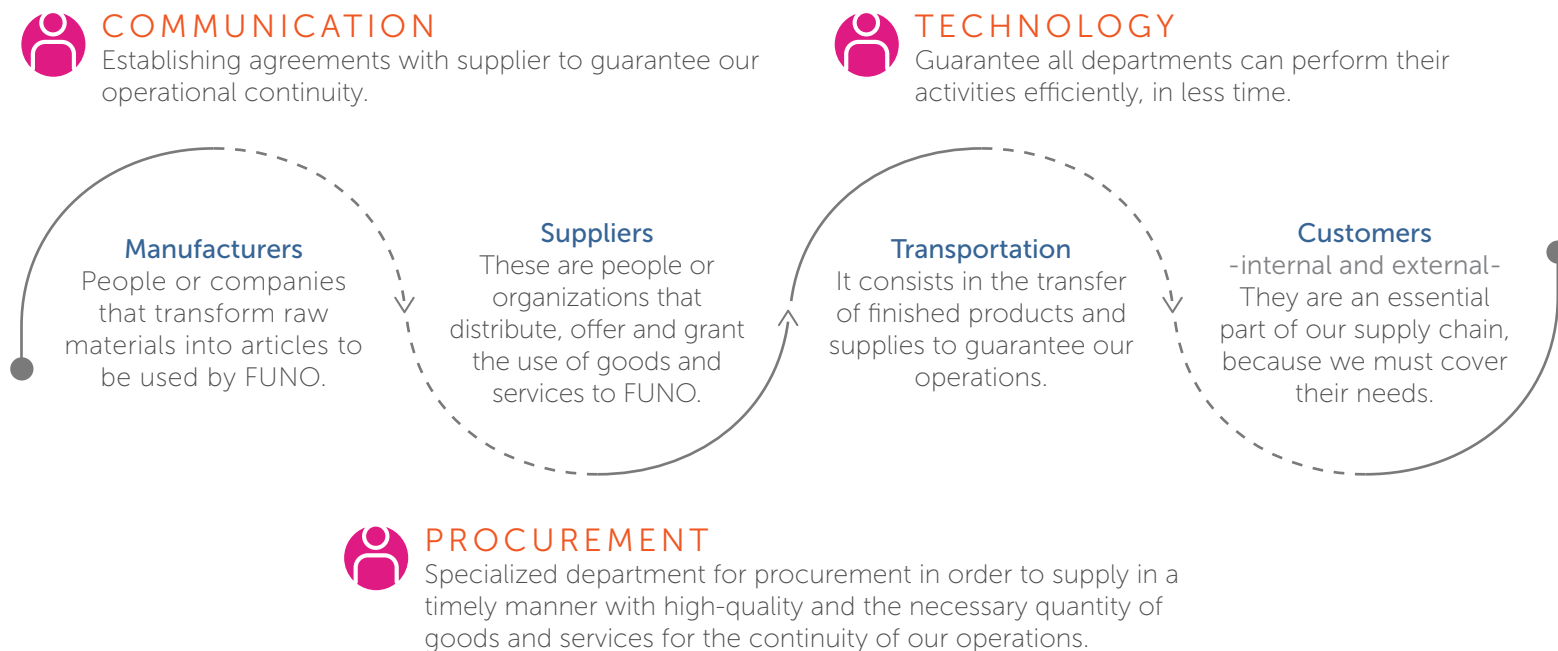 COMMUNICATION
Establishing agreements with supplier to guarantee our
operational continuity.
TECHNOLOGY
Guarantee all departments can perform their
activities efficiently, in less time.
Manufacturers
People or companies
that transform raw
materials into articles to
be used by FUNO.
Suppliers
These are people or
organizations that
distribute, offer and grant
the use of goods and
services to FUNO.
Transportation
It consists in the transfer
of finished products and
supplies to guarantee our
operations.
Customers
-internal and external-
They are an essential
part of our supply chain,
because we must cover
their needs.
PROCUREMENT
Specialized department for procurement in order to supply in a
timely manner with high-quality and the necessary quantity of
goods and services for the continuity of our operations.